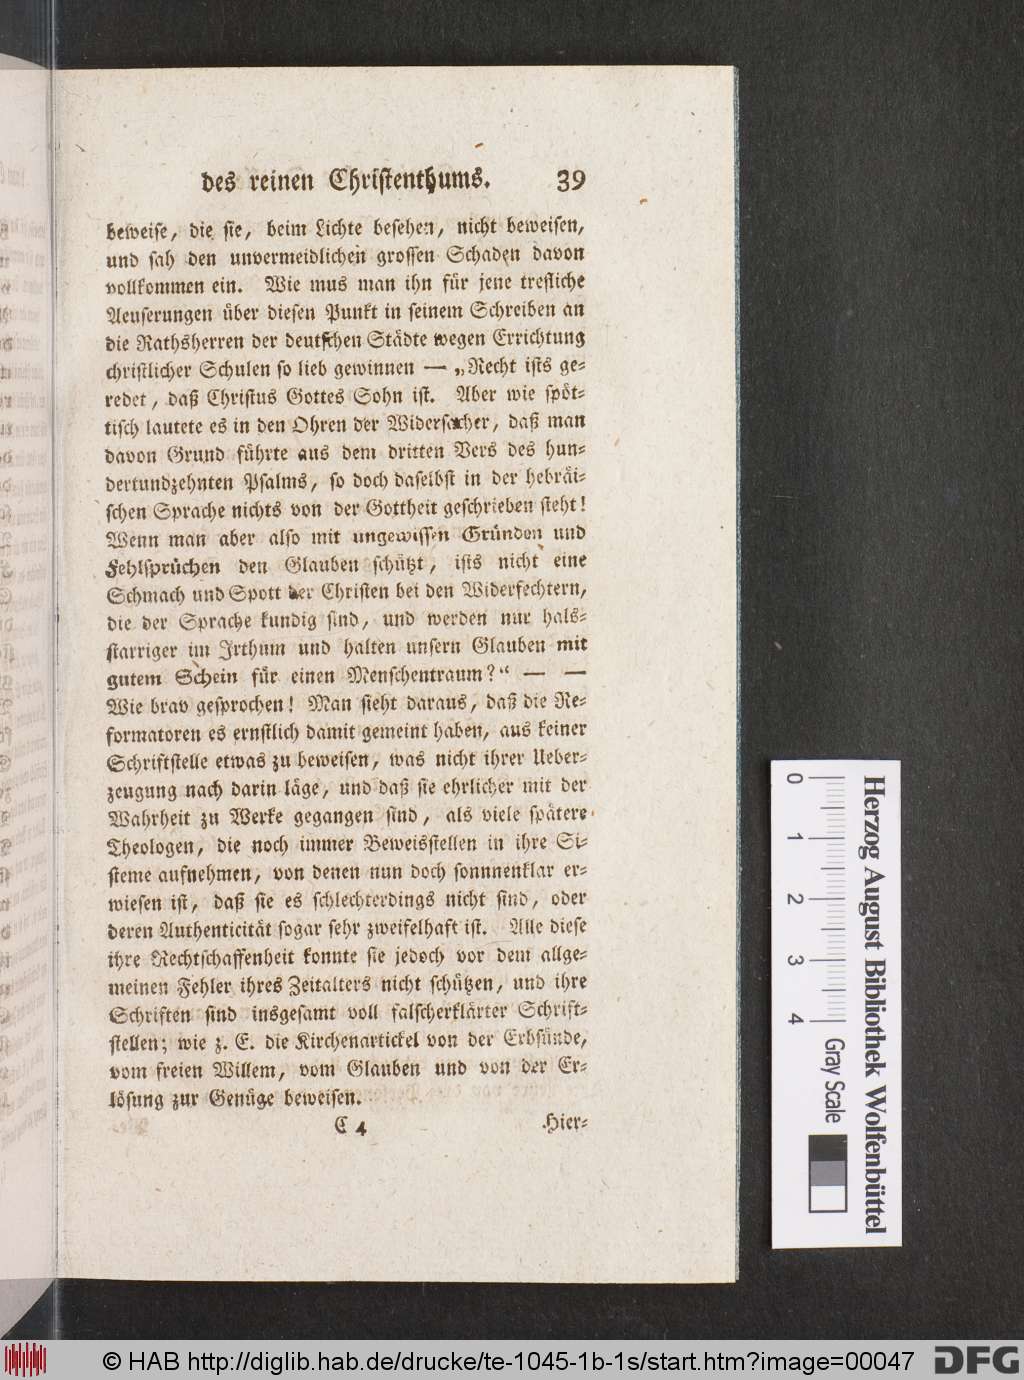 des reinen Christenthums. 39
beweise, die sie, beim Lichte besehen, nicht beweisen,
und sah den unvermeidlichen grossen Schaden davon
vollkommen ein. Wie mus man ihn für jene trefliche
Aeuserungen über diesen Punkt in seinem Schreiben an
die Rathsherren der deutschen Städte wegen Errichtung
christlicher Schulen so lieb gewinnen — „Recht ists ge-
redet, daß Christus Gottes Sohn ist. Aber wie spöt-
tisch lautete es in den Ohren der Widersacher, daß man
davon Grund führte aus dem dritten Vers des hun-
dertundzehnten Psalms, so doch daselbst in der hebräi-
schen Sprache nichts von der Gottheit geschrieben steht!
Wenn man aber also mit ungewissen Gründen und
Fehlsprüchen den Glauben schützt, ists nicht eine
Schmach und Spott der Christen bei den Widerfechtern,
die der Sprache kundig sind, und werden nur hals-
starriger im Irthum und halten unsern Glauben mit
gutem Schein für einen Menschentraum?“ — —
Wie brav gesprochen! Man sieht daraus, daß die Re-
formatoren es ernstlich damit gemeint haben, aus keiner
Schriftstelle etwas zu beweisen, was nicht ihrer Ueber-
zeugung nach darin läge, und daß sie ehrlicher mit der
Wahrheit zu Werke gegangen sind, als viele spätere
Theologen, die noch immer Beweisstellen in ihre Si-
steme aufnehmen, von denen nun doch sonnnenklar er-
wiesen ist, daß sie es schlechterdings nicht sind, oder
deren Authenticität sogar sehr zweifelhaft ist. Alle diese
ihre Rechtschaffenheit konnte sie jedoch vor dem allge-
meinen Fehler ihres Zeitalters nicht schützen, und ihre
Schriften sind insgesamt voll falscherklärter Schrift-
stellen; wie z. E. die Kirchenartickel von der Erbsünde,
vom freien Willem, vom Glauben und von der Er-
lösung zur Genüge beweisen.
C 4 Hier-
0 1 2 3 4 Gray Scale
Herzog August Bibliothek Wolfenbüttel
© HAB http://diglib.hab.de/drucke/te-1045-1b-1s/start.htm?image=00047 DFG